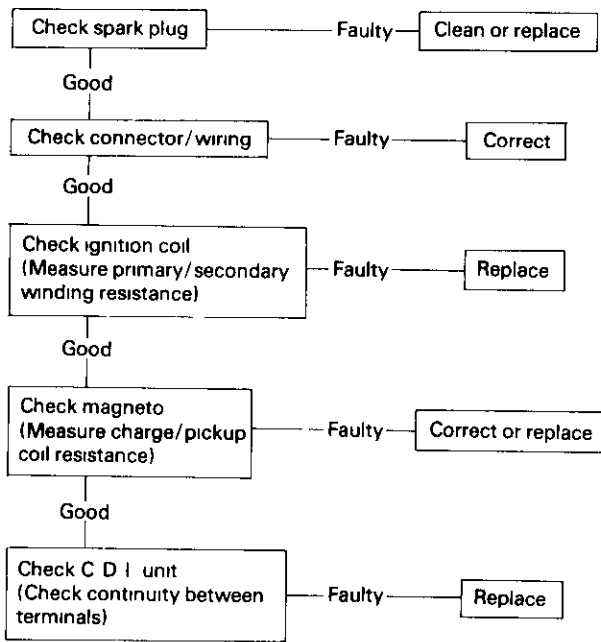 Check spark plug Faulty Clean or replace
Good
Check connector/wiring Faulty Correct
Good
Check ignition coil
(Measure primary/secondary Faulty Replace
winding resistance)
Good
Check magneto
(Measure charge/pickup Faulty Correct or replace
coil resistance)
Good
Check C D I unit
(Check continuity between Faulty Replace
terminals)